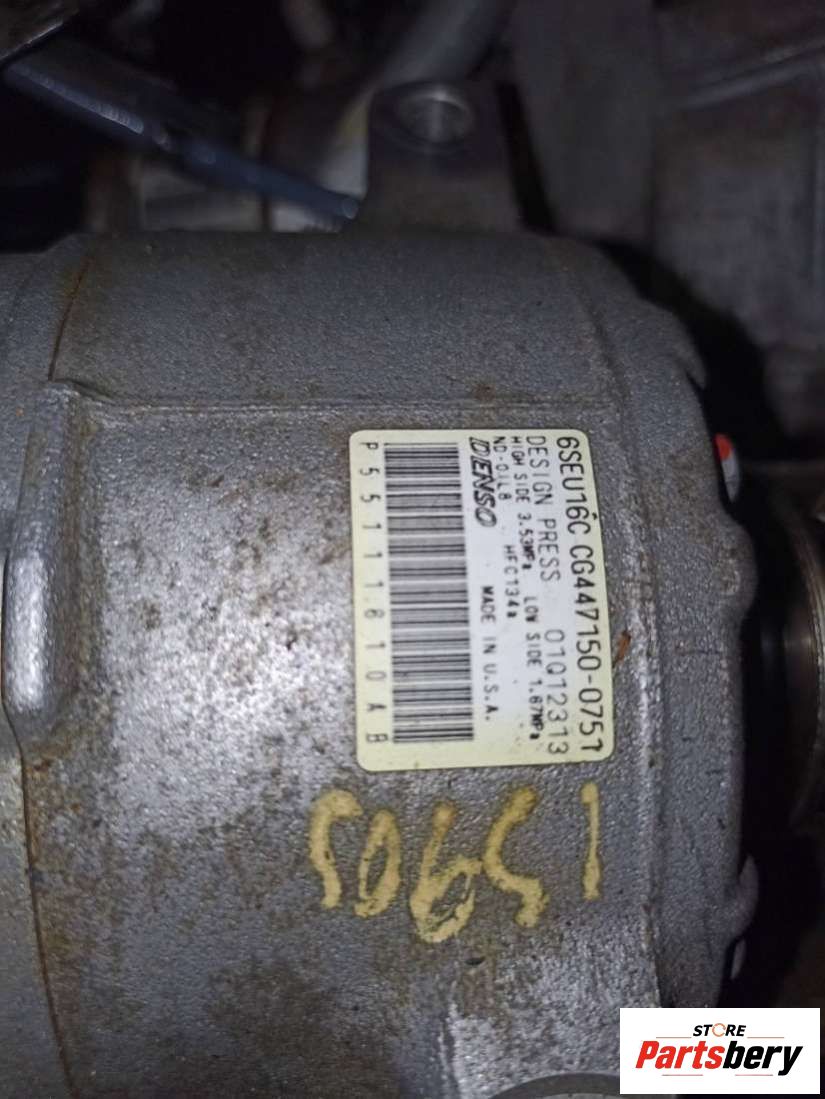 6SEU16C CG447150-0751
DESIGN PRESS 01Q12313
HIGH SIDE 3.53MPa LOW SIDE 1.67MPa
ND-OIL8 HFC134a
DENSO MADE IN U.S.A.
P55111810AB
STORE
Partsbery